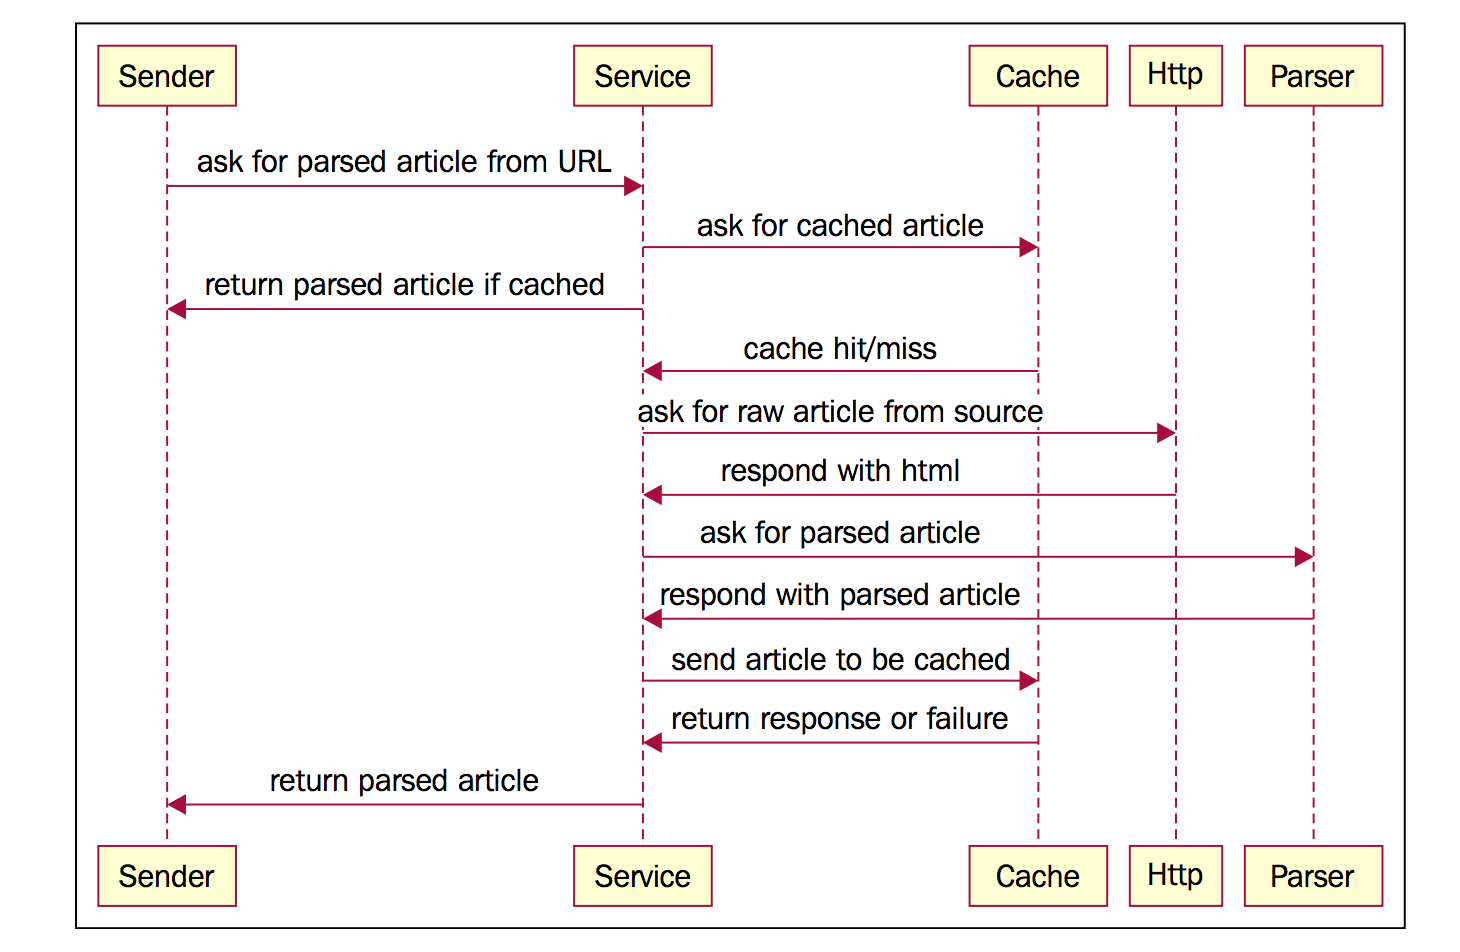 Sender
Service
Cache
Http
Parser
ask for parsed article from URL
ask for cached article
return parsed article if cached
cache hit/miss
ask for raw article from source
respond with html
ask for parsed article
respond with parsed article
send article to be cached
return response or failure
return parsed article
Sender
Service
Cache
Http
Parser